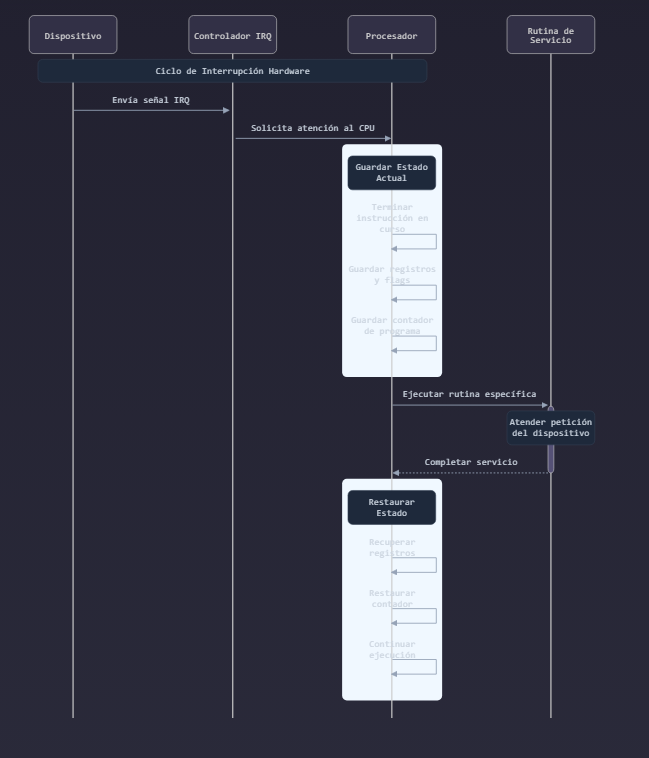 Dispositivo
Controlador IRQ
Procesador
Rutina de
Servicio
Ciclo de Interrupción Hardware
Envía señal IRQ
Solicita atención al CPU
Guardar Estado
Actual
Terminar
instrucción en
curso
Guardar registros
y flags
Guardar contador
de programa
Ejecutar rutina específica
Atender petición
del dispositivo
Completar servicio
Restaurar
Estado
Recuperar
registros
Restaurar
contador
Continuar
ejecución